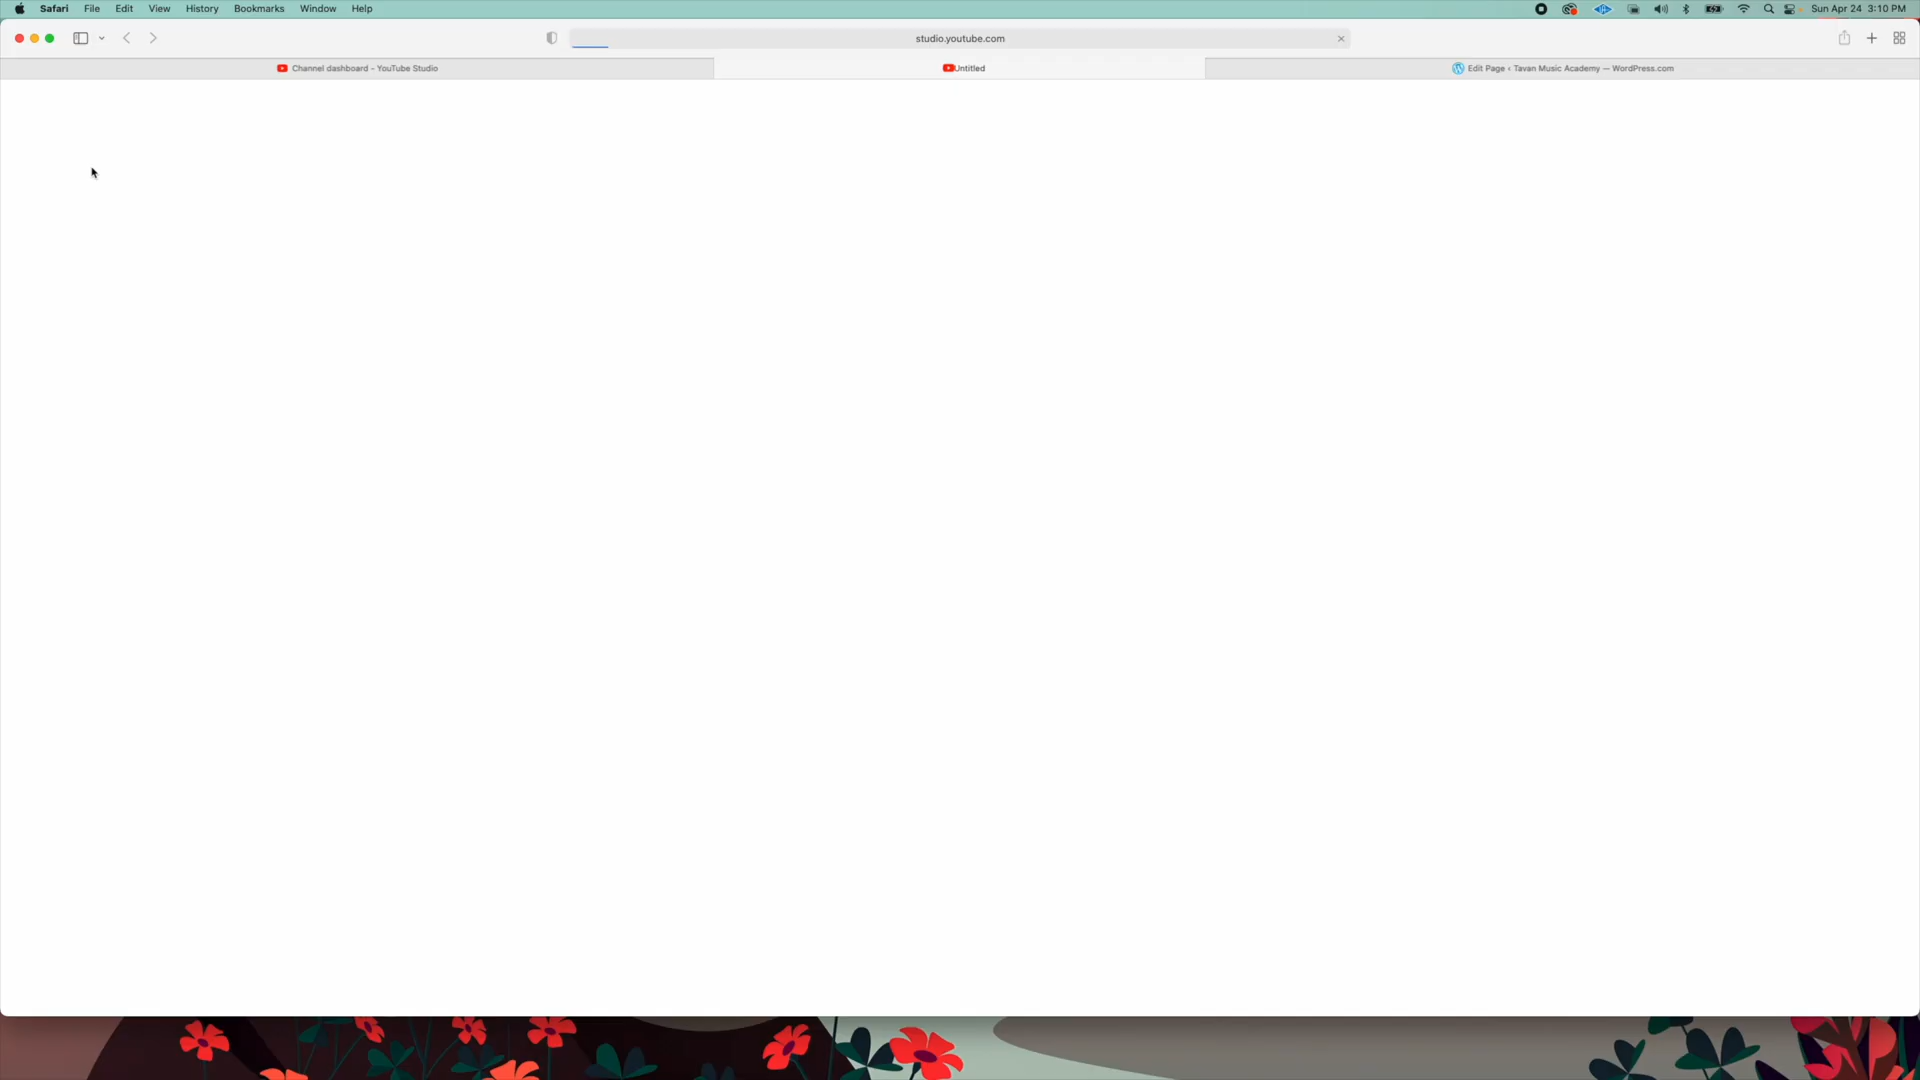 Safari File Edit View History Bookmarks Window Help Sun Apr 24 3:10 PM
studio.youtube.com
Channel dashboard - YouTube Studio Untitled Edit Page ‹ Tavan Music Academy — WordPress.com